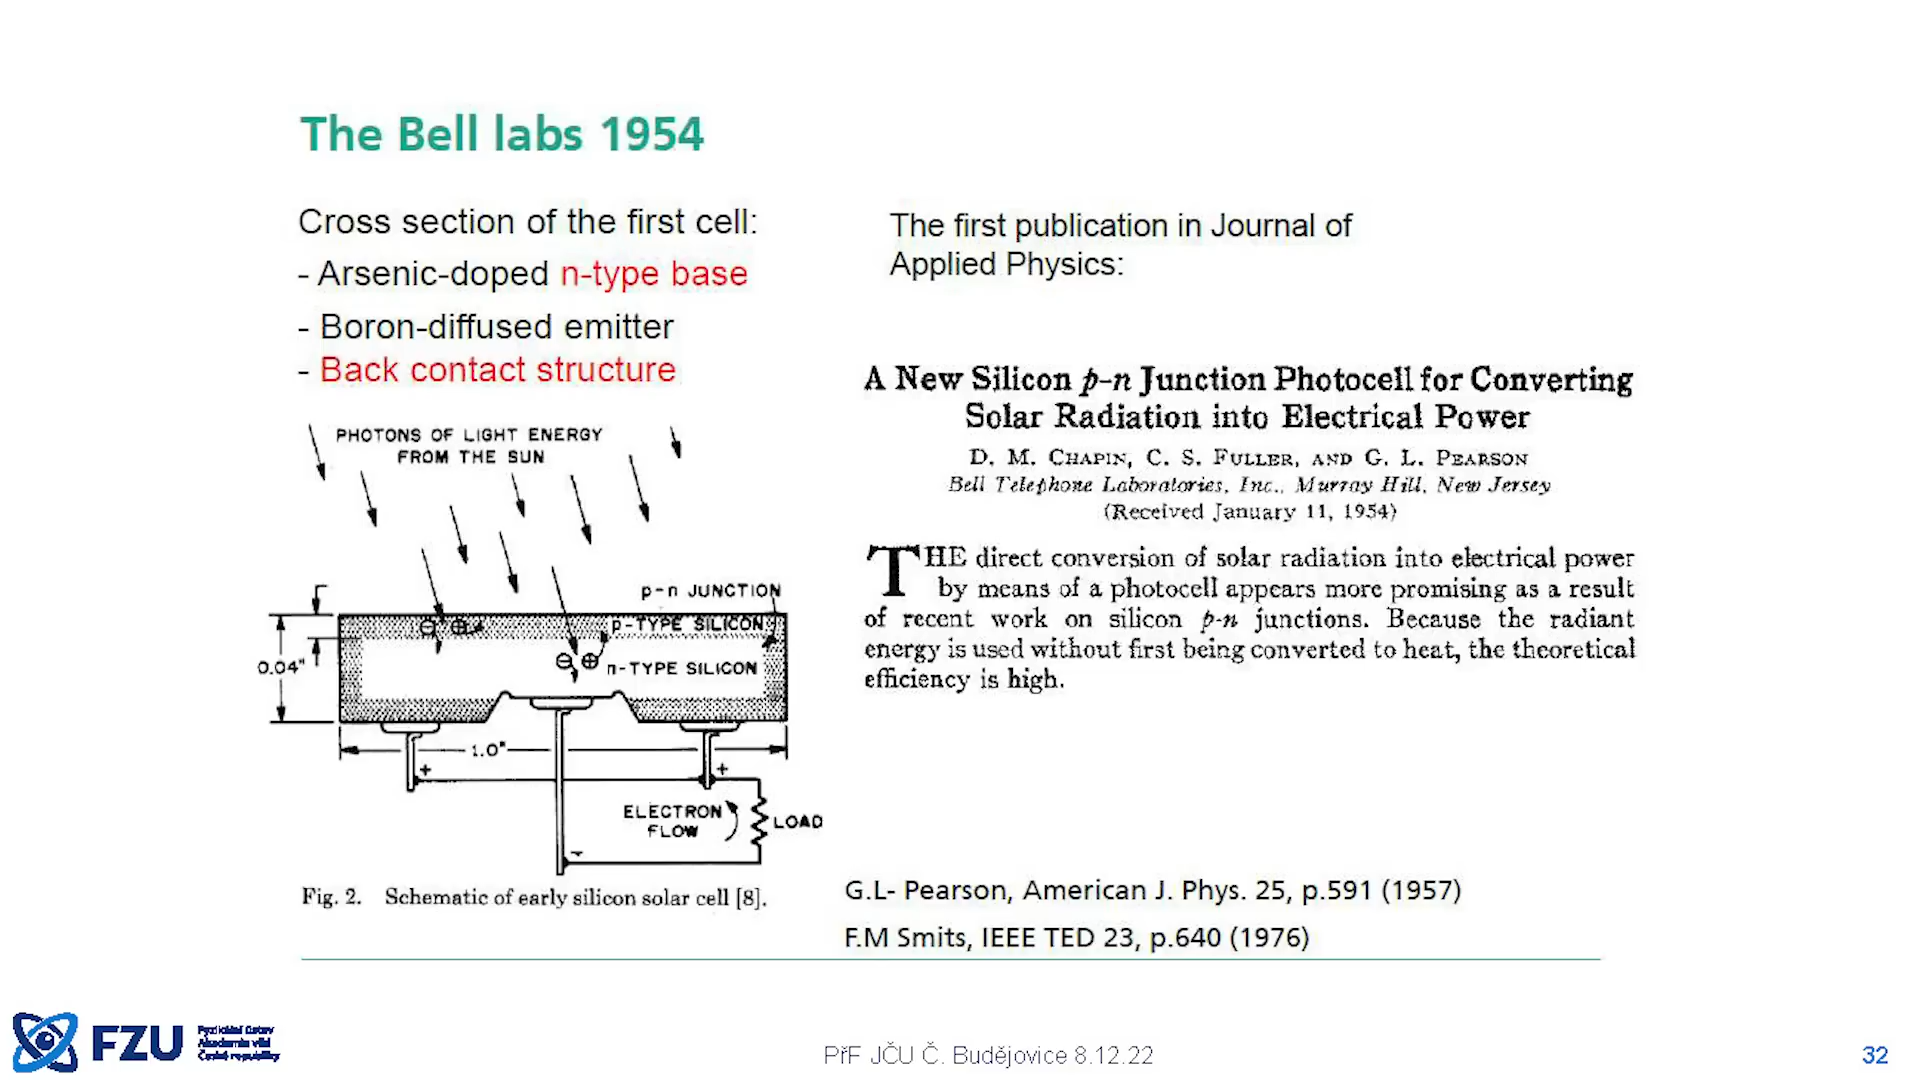 The Bell labs 1954
Cross section of the first cell:
- Arsenic-doped n-type base
- Boron-diffused emitter
- Back contact structure
PHOTONS OF LIGHT ENERGY
FROM THE SUN
p-n JUNCTION
p-TYPE SILICON
n-TYPE SILICON
0.04"
1.0"
+
+
ELECTRON
FLOW
LOAD
-
Fig. 2. Schematic of early silicon solar cell [8].
The first publication in Journal of
Applied Physics:
A New Silicon p-n Junction Photocell for Converting
Solar Radiation into Electrical Power
D. M. CHAPIN, C. S. FULLER, AND G. L. PEARSON
Bell Telephone Laboratories, Inc., Murray Hill, New Jersey
(Received January 11, 1954)
THE direct conversion of solar radiation into electrical power
by means of a photocell appears more promising as a result
of recent work on silicon p-n junctions. Because the radiant
energy is used without first being converted to heat, the theoretical
efficiency is high.
G.L- Pearson, American J. Phys. 25, p.591 (1957)
F.M Smits, IEEE TED 23, p.640 (1976)
FZU
Fyzikální ústav
Akademie věd
České republiky
PřF JČU Č. Budějovice 8.12.22
32